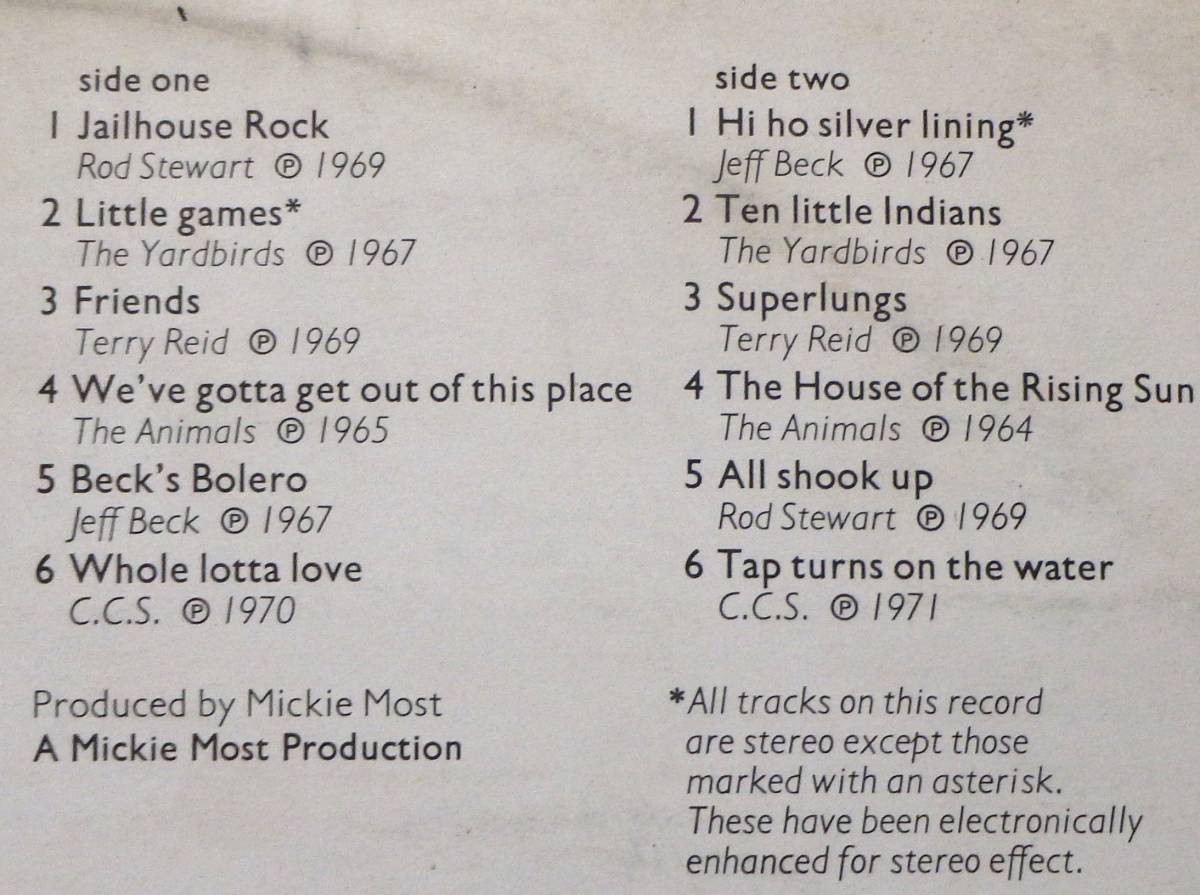 side one
1 Jailhouse Rock
Rod Stewart ℗ 1969
2 Little games*
The Yardbirds ℗ 1967
3 Friends
Terry Reid ℗ 1969
4 We've gotta get out of this place
The Animals ℗ 1965
5 Beck's Bolero
Jeff Beck ℗ 1967
6 Whole lotta love
C.C.S. ℗ 1970
Produced by Mickie Most
A Mickie Most Production
side two
1 Hi ho silver lining*
Jeff Beck ℗ 1967
2 Ten little Indians
The Yardbirds ℗ 1967
3 Superlungs
Terry Reid ℗ 1969
4 The House of the Rising Sun
The Animals ℗ 1964
5 All shook up
Rod Stewart ℗ 1969
6 Tap turns on the water
C.C.S. ℗ 1971
*All tracks on this record
are stereo except those
marked with an asterisk.
These have been electronically
enhanced for stereo effect.